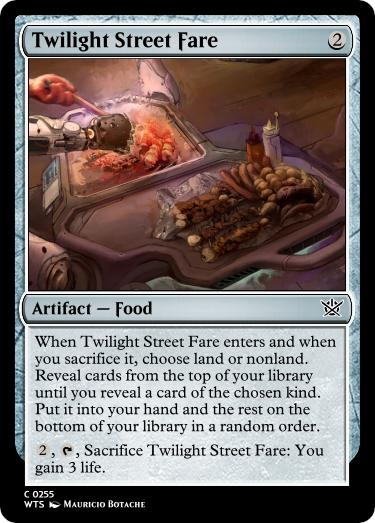 Twilight Street Fare 2
Artifact — Food
When Twilight Street Fare enters and when
you sacrifice it, choose land or nonland.
Reveal cards from the top of your library
until you reveal a card of the chosen kind.
Put it into your hand and the rest on the
bottom of your library in a random order.
2, , Sacrifice Twilight Street Fare: You
gain 3 life.
C 0255
WTS Mauricio Botache